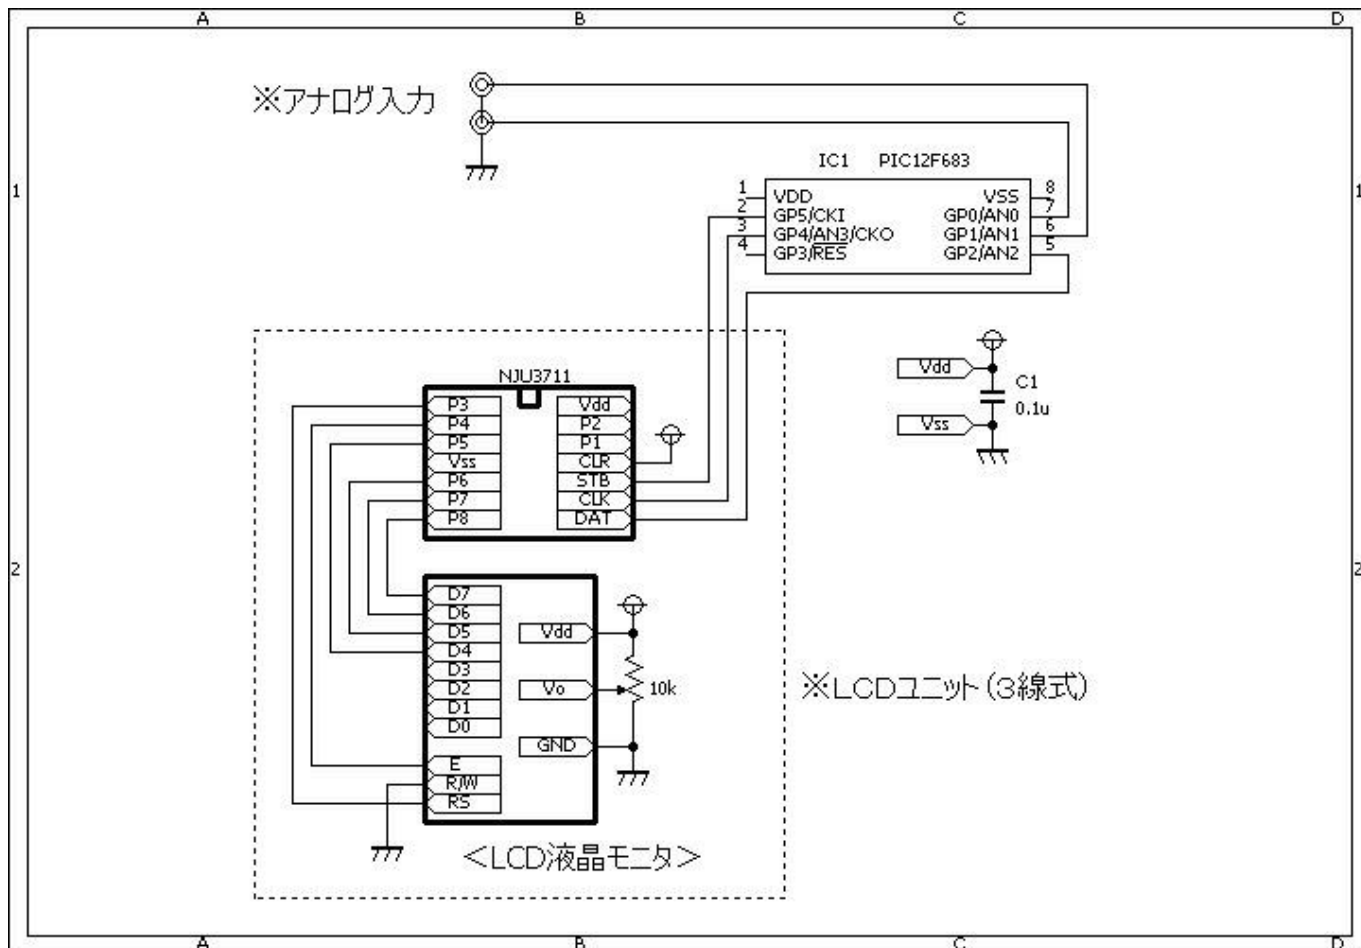 A B C D
※アナログ入力
IC1 PIC12F683
1 1
1 VDD VSS 8
2 GP5/CKI GP0/AN0 7
3 GP4/AN3/CKO GP1/AN1 6
4 GP3/RES GP2/AN2 5
NJU3711
P3 Vdd
P4 P2
P5 P1
Vss CLR
P6 STB
P7 CLK
P8 DAT
Vdd
C1
0.1u
Vss
2 2
D7
D6
D5 Vdd
D4
D3
D2 Vo 10k
D1
D0
GND
E
R/W
RS
※LCDユニット(3線式)
<LCD液晶モニタ>
A B C D